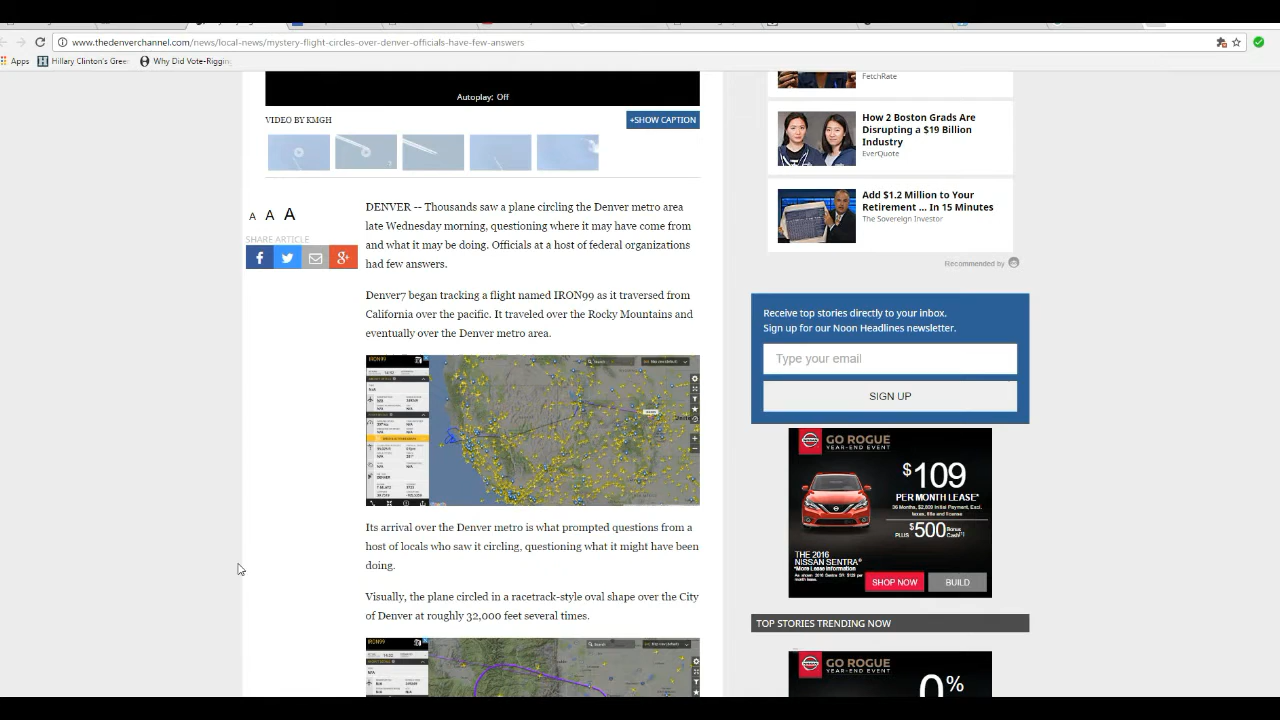 www.thedenverchannel.com/news/local-news/mystery-flight-circles-over-denver-officials-have-few-answers
Apps
Hillary Clinton's Gree
Why Did Vote-Rigging
Autoplay: Off
VIDEO BY KMGH
+SHOW CAPTION
A A A
SHARE ARTICLE
DENVER -- Thousands saw a plane circling the Denver metro area
late Wednesday morning, questioning where it may have come from
and what it may be doing. Officials at a host of federal organizations
had few answers.
Denver7 began tracking a flight named IRON99 as it traversed from
California over the pacific. It traveled over the Rocky Mountains and
eventually over the Denver metro area.
IRON99
Its arrival over the Denver metro is what prompted questions from a
host of locals who saw it circling, questioning what it might have been
doing.
Visually, the plane circled in a racetrack-style oval shape over the City
of Denver at roughly 32,000 feet several times.
IRON99
FetchRate
How 2 Boston Grads Are
Disrupting a $19 Billion
Industry
EverQuote
Add $1.2 Million to Your
Retirement ... In 15 Minutes
The Sovereign Investor
Recommended by
Receive top stories directly to your inbox.
Sign up for our Noon Headlines newsletter.
Type your email
SIGN UP
GO ROGUE
YEAR-END EVENT
$109
PER MONTH LEASE*
PLUS $500 Bonus Cash
THE 2016
NISSAN SENTRA®
*More Lease Information
SHOP NOW
BUILD
TOP STORIES TRENDING NOW
GO ROGUE
YEAR-END EVENT
0%